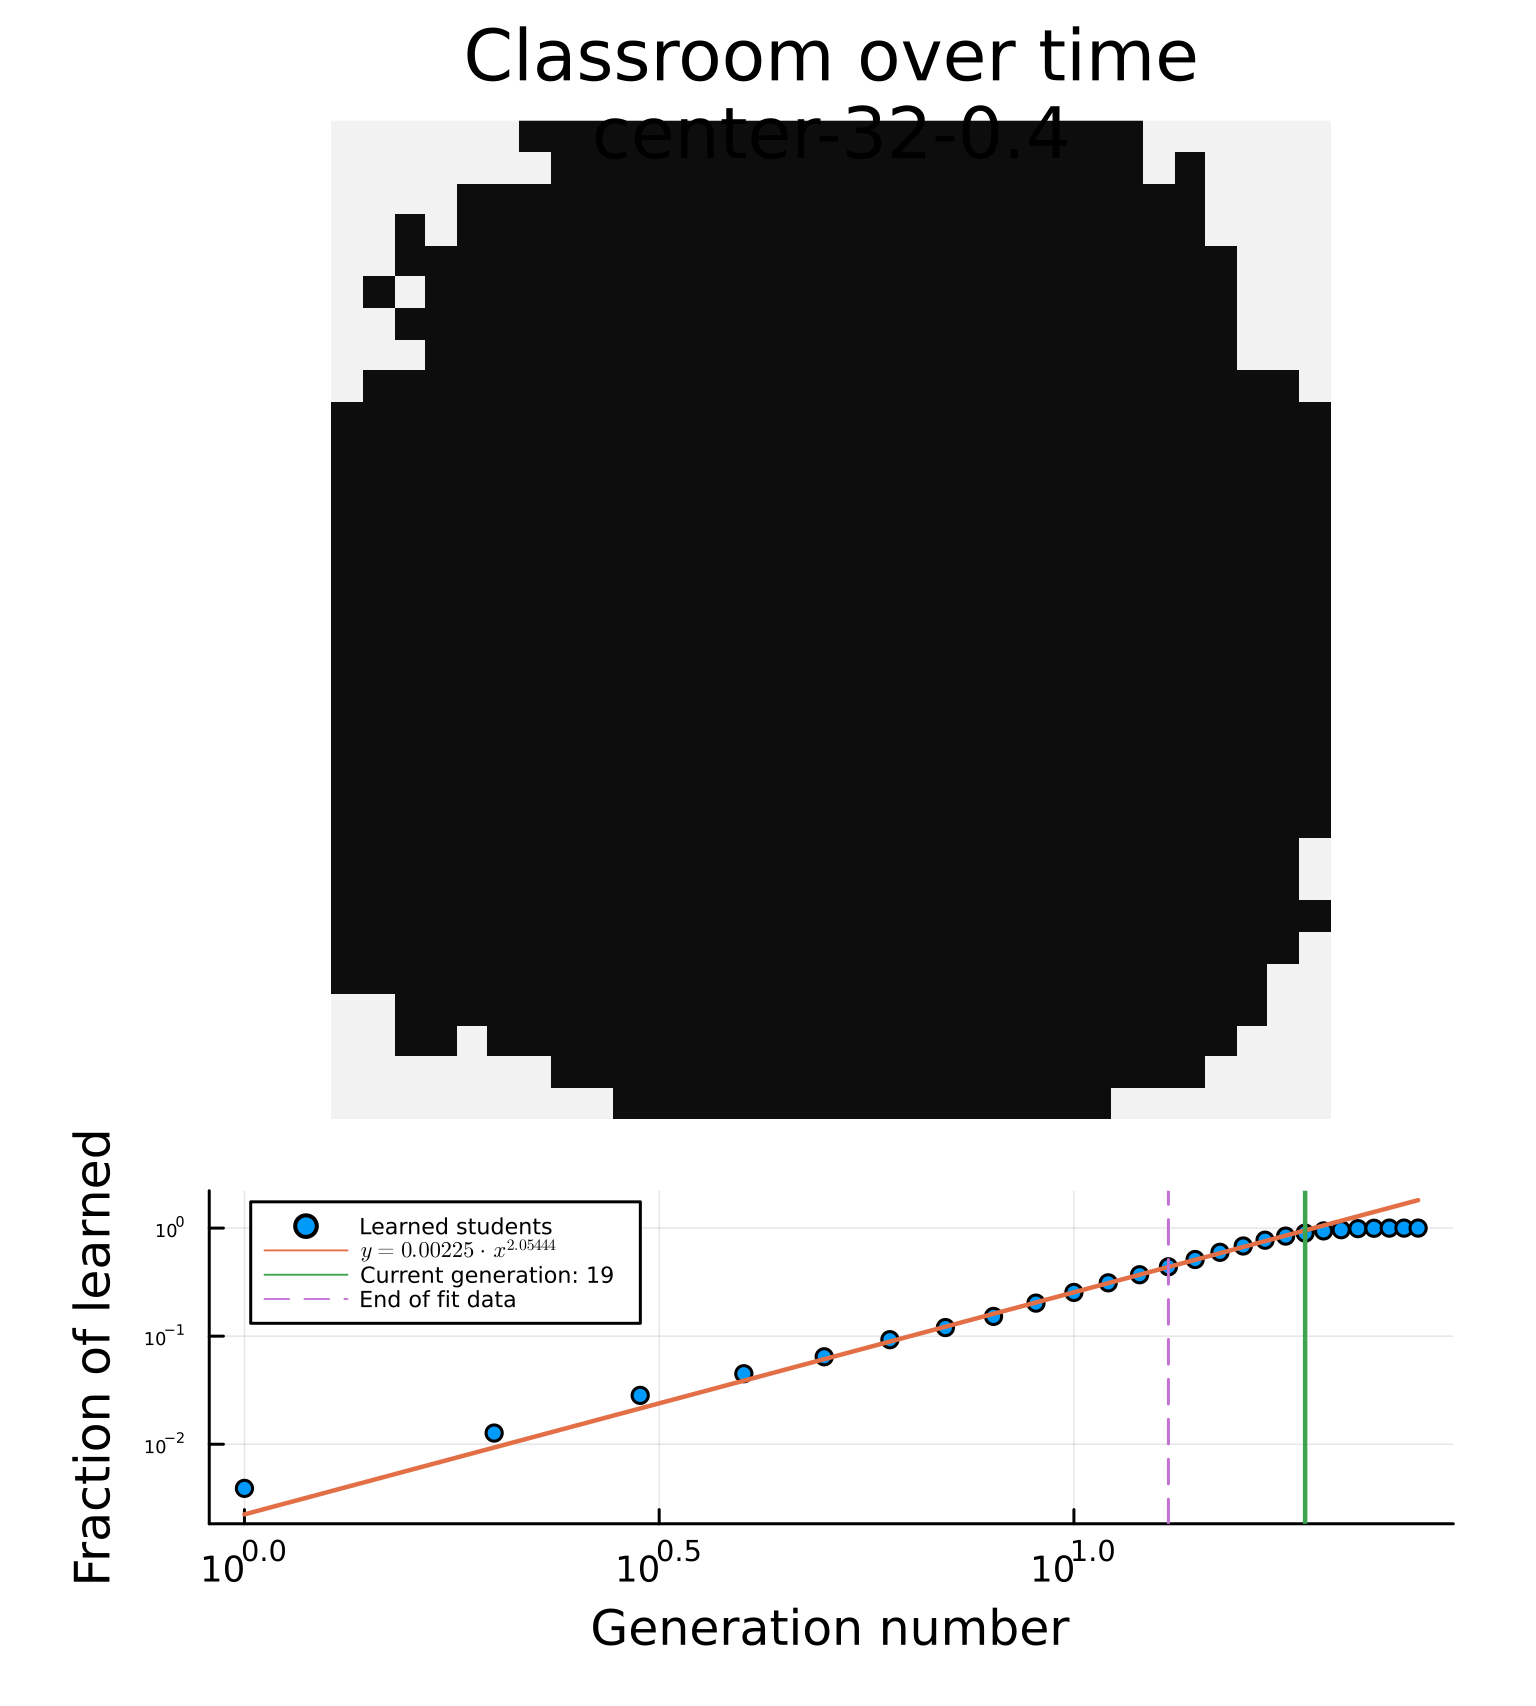 Classroom over time
center-32-0.4
Fraction of learned
10^0
10^-1
10^-2
Learned students
y = 0.00225 · x^2.05444
Current generation: 19
End of fit data
10^0.0
10^0.5
10^1.0
Generation number